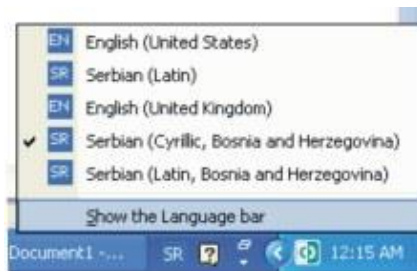 EN English (United States)
SR Serbian (Latin)
EN English (United Kingdom)
SR Serbian (Cyrillic, Bosnia and Herzegovina)
SR Serbian (Latin, Bosnia and Herzegovina)
Show the Language bar
Document1 -... SR ? 12:15 AM